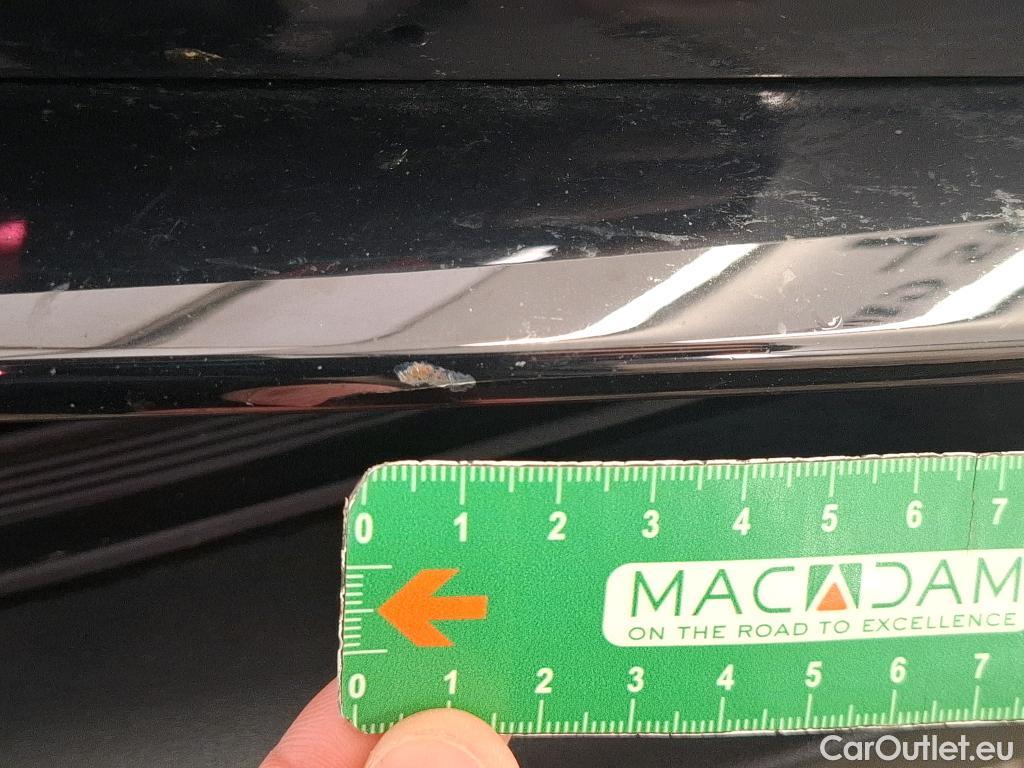 0 1 2 3 4 5 6 7
MACADAM
ON THE ROAD TO EXCELLENCE
0 1 2 3 4 5 6 7
CarOutlet.eu